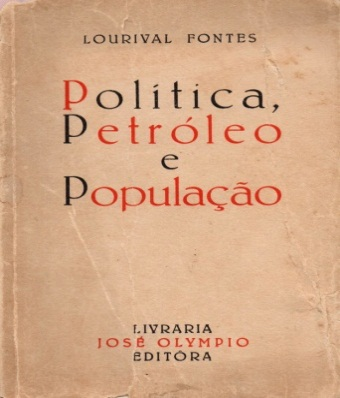 LOURIVAL FONTES
Política,
Petróleo
e
População
LIVRARIA
JOSÉ OLYMPIO
EDITÔRA